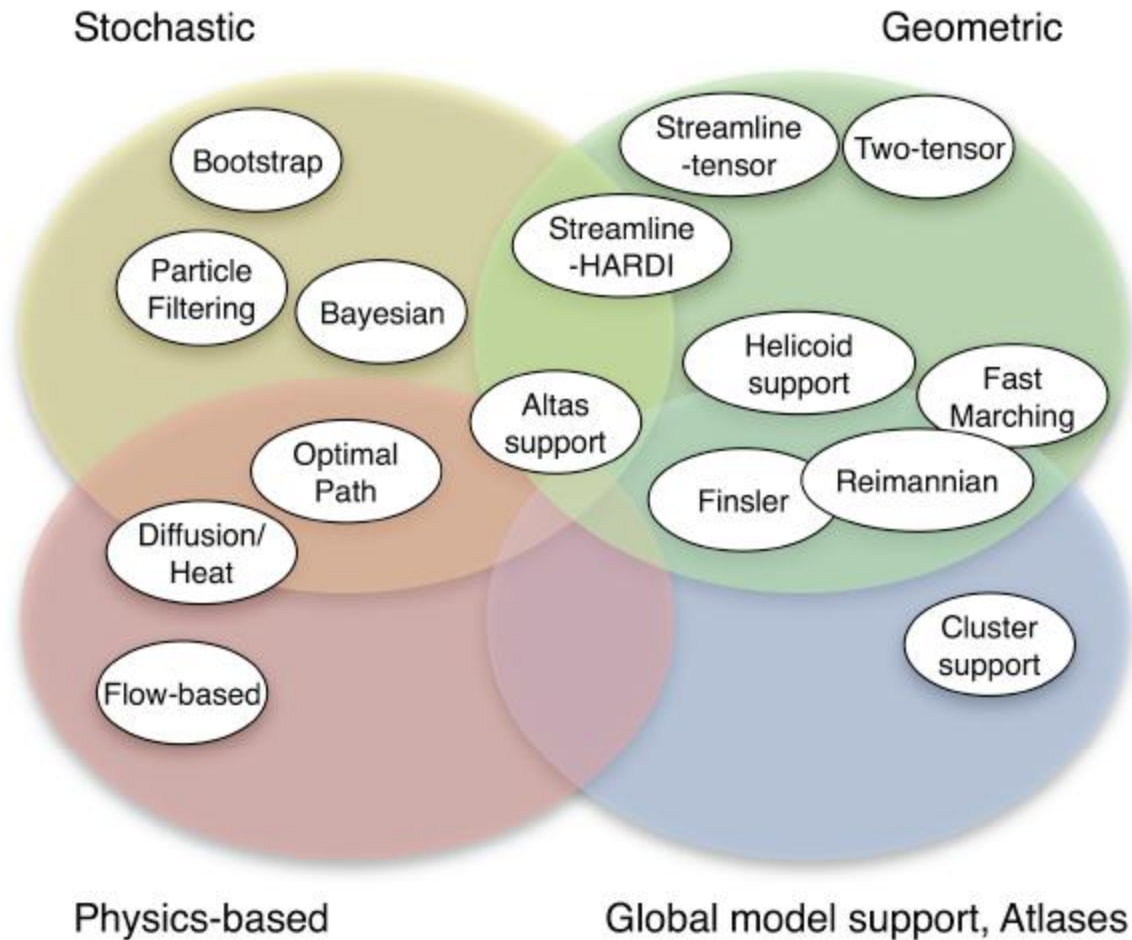 Stochastic
Geometric
Bootstrap
Streamline
-tensor
Two-tensor
Streamline
-HARDI
Particle
Filtering
Bayesian
Helicoid
support
Fast
Marching
Altas
support
Optimal
Path
Finsler
Reimannian
Diffusion/
Heat
Cluster
support
Flow-based
Physics-based
Global model support, Atlases